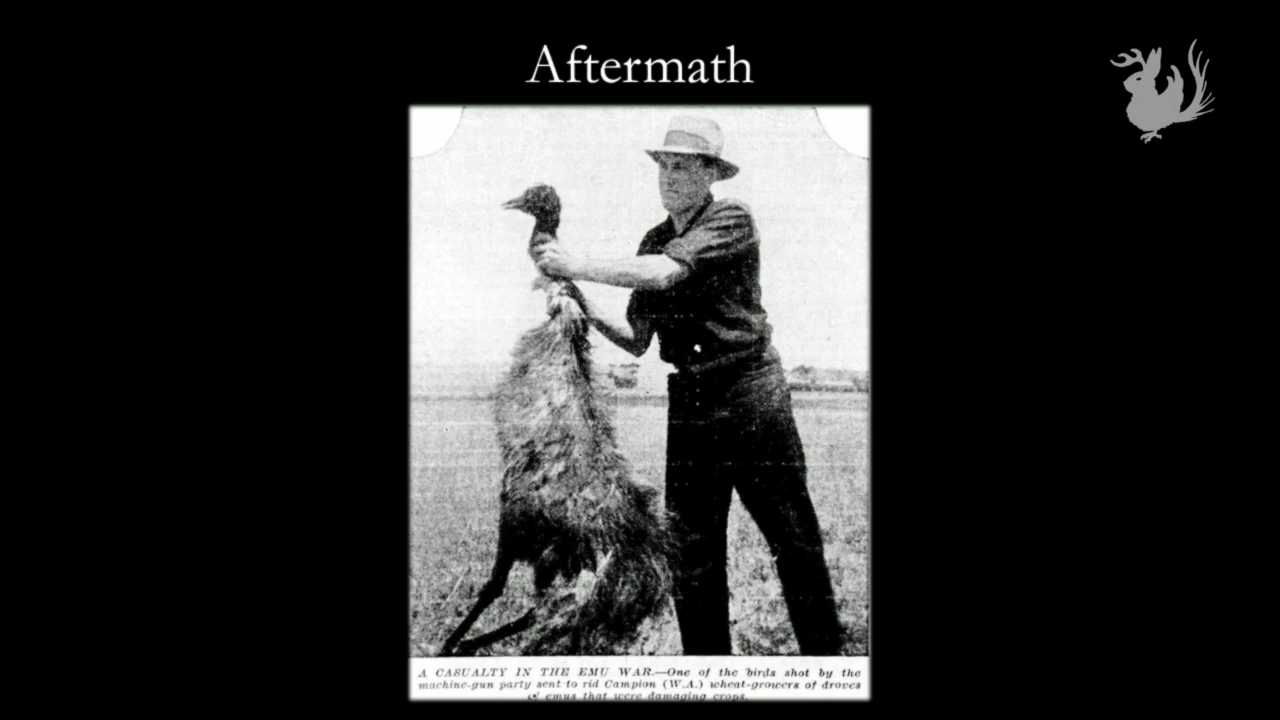 Aftermath
A CASUALTY IN THE EMU WAR.—One of the birds shot by the
machine-gun party sent to rid Campion (W.A.) wheat-growers of droves
of emus that were damaging crops.